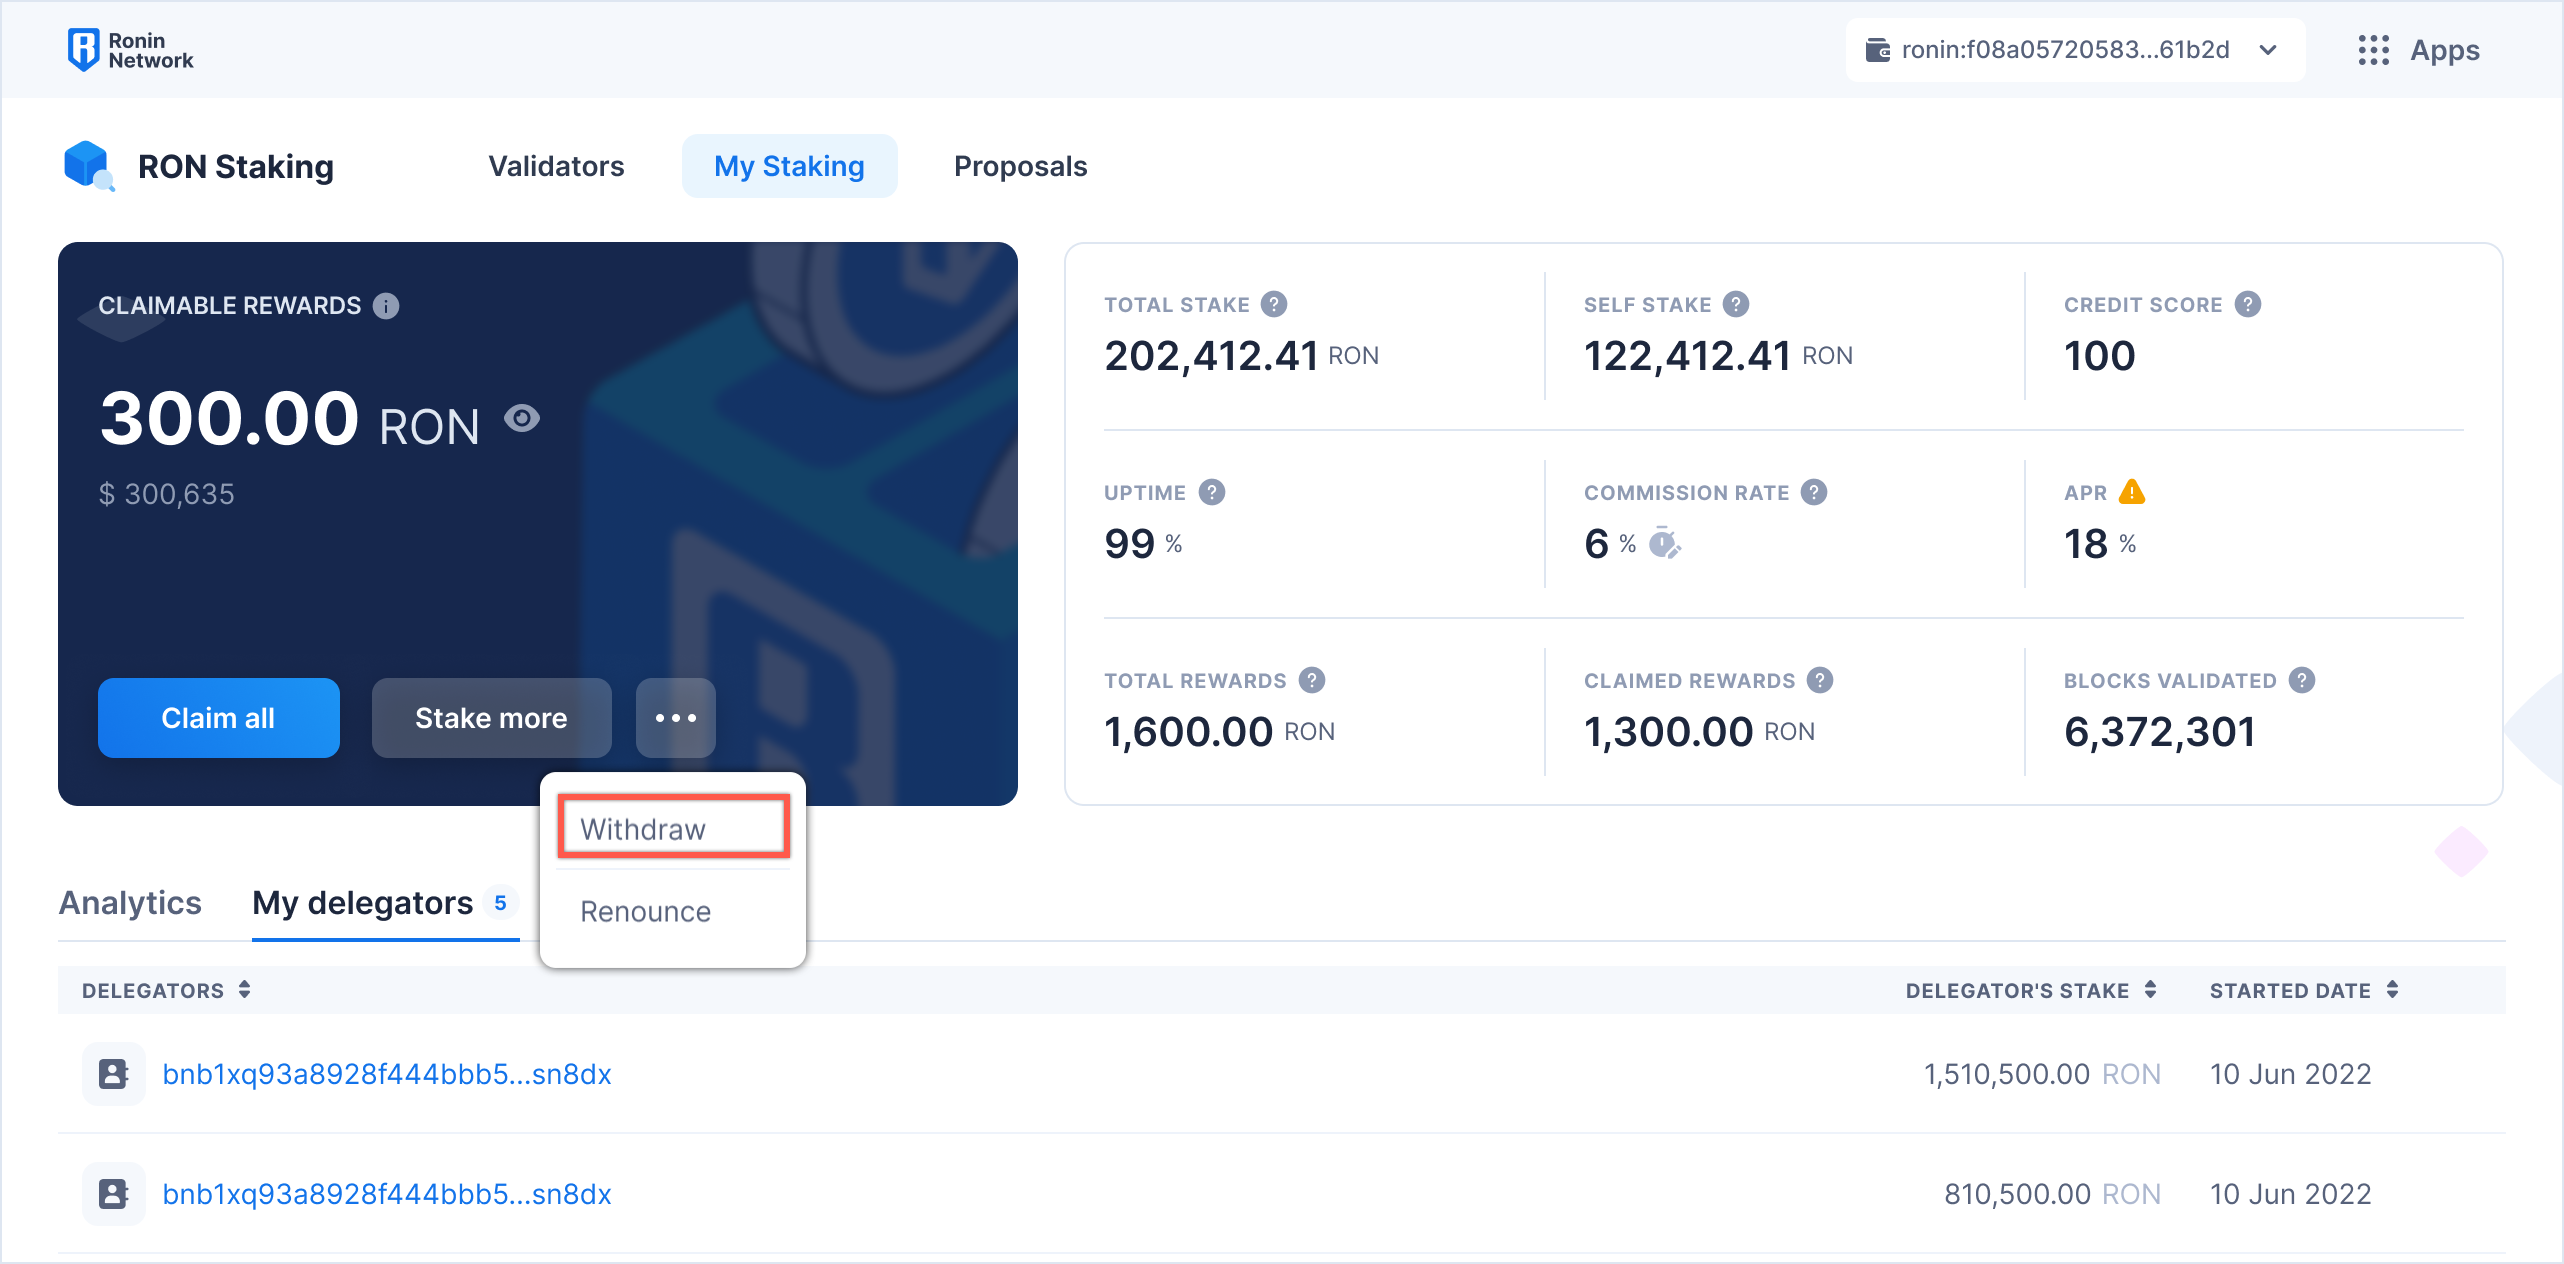 Ronin
Network
ronin:f08a05720583...61b2d
Apps
RON Staking
Validators
My Staking
Proposals
CLAIMABLE REWARDS
300.00 RON
$ 300,635
Claim all
Stake more
Withdraw
Renounce
TOTAL STAKE
202,412.41 RON
SELF STAKE
122,412.41 RON
CREDIT SCORE
100
UPTIME
99 %
COMMISSION RATE
6 %
APR
18 %
TOTAL REWARDS
1,600.00 RON
CLAIMED REWARDS
1,300.00 RON
BLOCKS VALIDATED
6,372,301
Analytics
My delegators 5
DELEGATORS
DELEGATOR'S STAKE
STARTED DATE
bnb1xq93a8928f444bbb5...sn8dx
1,510,500.00 RON
10 Jun 2022
bnb1xq93a8928f444bbb5...sn8dx
810,500.00 RON
10 Jun 2022